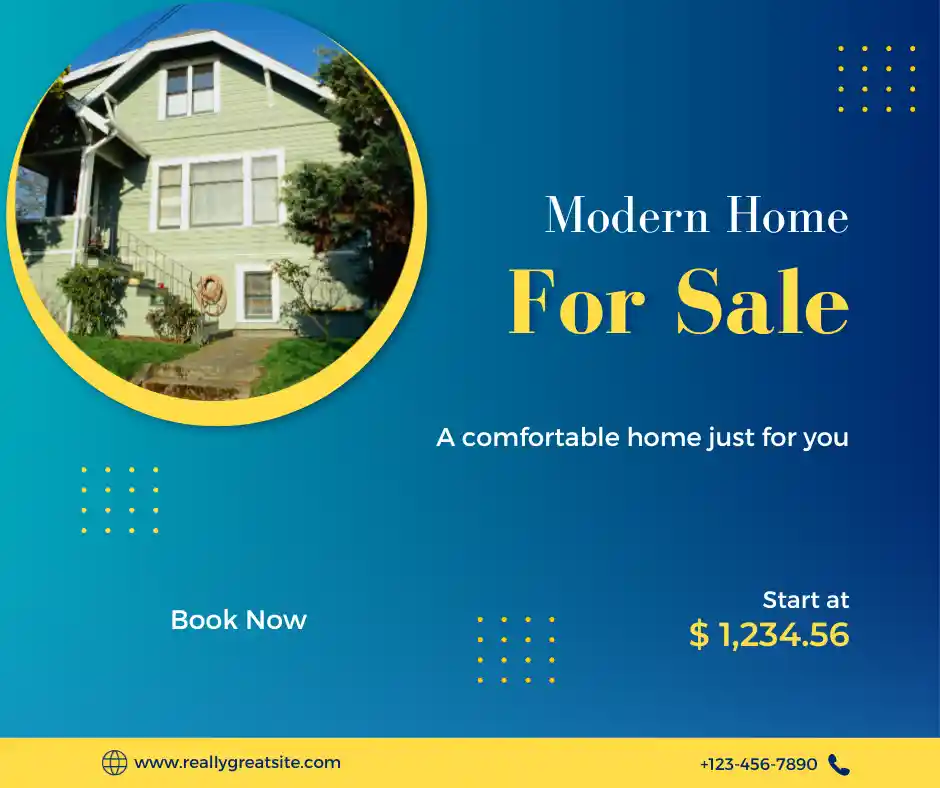 Modern Home
For Sale
A comfortable home just for you
Book Now
Start at
$ 1,234.56
www.reallygreatsite.com
+123-456-7890